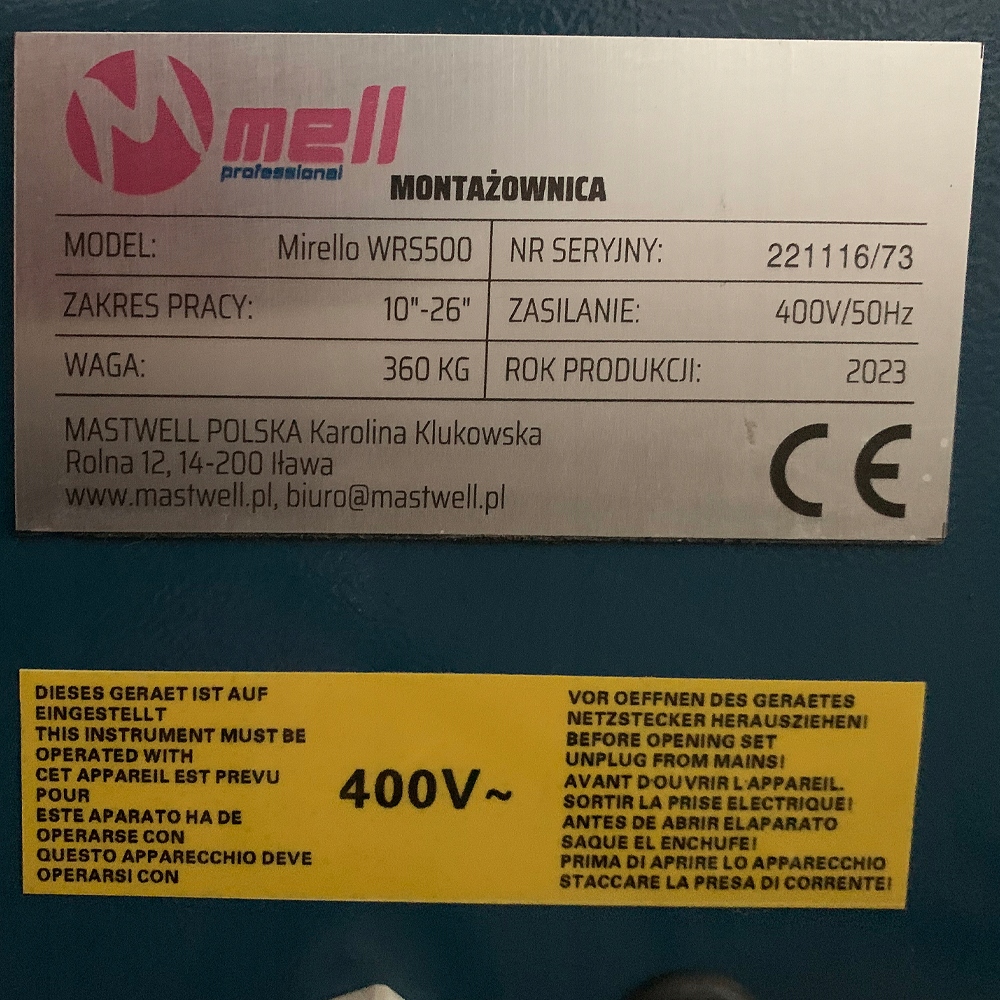 M mell
professional
MONTAŻOWNICA
MODEL: Mirello WRS500 NR SERYJNY: 221116/73
ZAKRES PRACY: 10"-26" ZASILANIE: 400V/50Hz
WAGA: 360 KG ROK PRODUKCJI: 2023
MASTWELL POLSKA Karolina Klukowska
Rolna 12, 14-200 Iława
www.mastwell.pl, biuro@mastwell.pl
CE
DIESES GERAET IST AUF
EINGESTELLT
THIS INSTRUMENT MUST BE
OPERATED WITH
CET APPAREIL EST PREVU
POUR
ESTE APARATO HA DE
OPERARSE CON
QUESTO APPARECCHIO DEVE
OPERARSI CON
400V~
VOR OEFFNEN DES GERAETES
NETZSTECKER HERAUSZIEHEN!
BEFORE OPENING SET
UNPLUG FROM MAINS!
AVANT D'OUVRIR L'APPAREIL.
SORTIR LA PRISE ELECTRIQUE!
ANTES DE ABRIR ELAPARATO
SAQUE EL ENCHUFE!
PRIMA DI APRIRE LO APPARECCHIO
STACCARE LA PRESA DI CORRENTE!